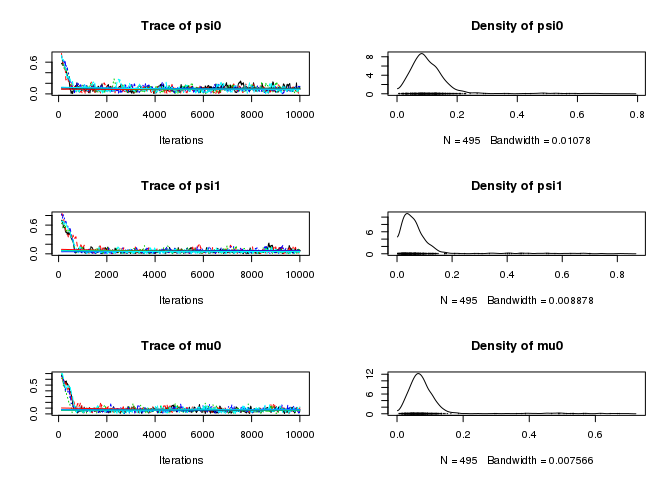 Trace of psi0
0.0 0.6
0 2000 4000 6000 8000 10000
Iterations
Density of psi0
0 4 8
0.0 0.2 0.4 0.6 0.8
N = 495 Bandwidth = 0.01078
Trace of psi1
0.0 0.6
0 2000 4000 6000 8000 10000
Iterations
Density of psi1
0 6
0.0 0.2 0.4 0.6 0.8
N = 495 Bandwidth = 0.008878
Trace of mu0
0.0 0.5
0 2000 4000 6000 8000 10000
Iterations
Density of mu0
0 6 12
0.0 0.2 0.4 0.6
N = 495 Bandwidth = 0.007566